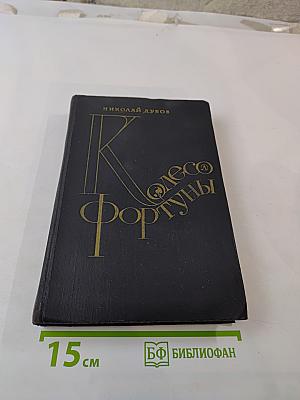 НИКОЛАЙ ДУБОВ
Колесо
Фортуны
15 см
БФ БИБЛИОФАН